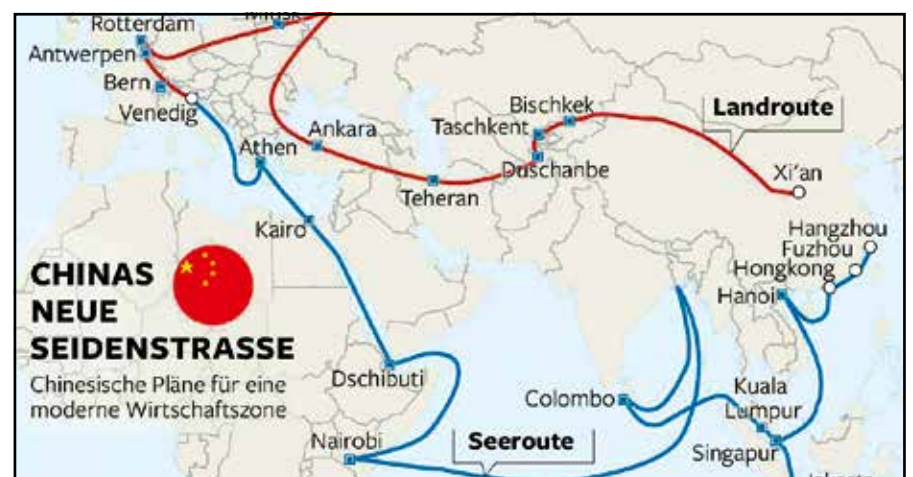 Rotterdam
Antwerpen
Bern
Venedig
Athen
Ankara
Teheran
Taschkent
Bischkek
Duschanbe
Landroute
Xi'an
Hangzhou
Fuzhou
Hongkong
Hanoi
Kairo
CHINAS
NEUE
SEIDENSTRASSE
Chinesische Pläne für eine
moderne Wirtschaftszone
Dschibuti
Nairobi
Seeroute
Colombo
Kuala
Lumpur
Singapur